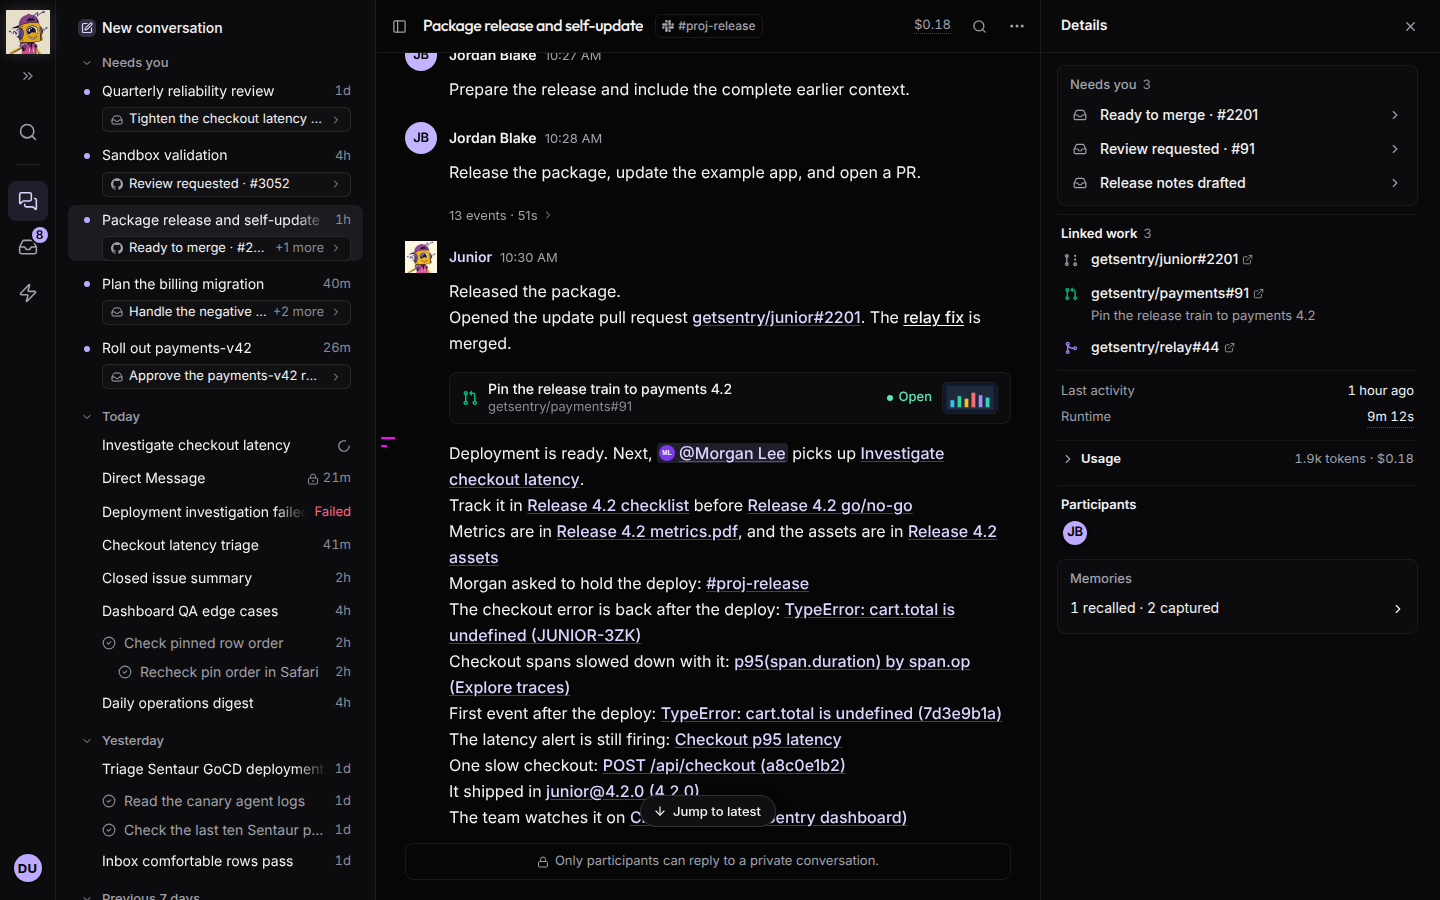 New conversation
Needs you
Quarterly reliability review 1d
Tighten the checkout latency ...
Sandbox validation 4h
Review requested · #3052
Package release and self-update 1h
Ready to merge · #2... +1 more
8
Plan the billing migration 40m
Handle the negative ... +2 more
Roll out payments-v42 26m
Approve the payments-v42 r...
Today
Investigate checkout latency
Direct Message 21m
Deployment investigation failed Failed
Checkout latency triage 41m
Closed issue summary 2h
Dashboard QA edge cases 4h
Check pinned row order 2h
Recheck pin order in Safari 2h
Daily operations digest 4h
Yesterday
Triage Sentaur GoCD deployment 1d
Read the canary agent logs 1d
Check the last ten Sentaur p... 1d
Inbox comfortable rows pass 1d
Previous 7 days
DU
Package release and self-update #proj-release $0.18
JB Jordan Blake 10:27 AM
Prepare the release and include the complete earlier context.
JB Jordan Blake 10:28 AM
Release the package, update the example app, and open a PR.
13 events · 51s
Junior 10:30 AM
Released the package.
Opened the update pull request getsentry/junior#2201. The relay fix is
merged.
Pin the release train to payments 4.2
getsentry/payments#91
Open
Deployment is ready. Next, ML @Morgan Lee picks up Investigate
checkout latency.
Track it in Release 4.2 checklist before Release 4.2 go/no-go
Metrics are in Release 4.2 metrics.pdf, and the assets are in Release 4.2
assets
Morgan asked to hold the deploy: #proj-release
The checkout error is back after the deploy: TypeError: cart.total is
undefined (JUNIOR-3ZK)
Checkout spans slowed down with it: p95(span.duration) by span.op
(Explore traces)
First event after the deploy: TypeError: cart.total is undefined (7d3e9b1a)
The latency alert is still firing: Checkout p95 latency
One slow checkout: POST /api/checkout (a8c0e1b2)
It shipped in junior@4.2.0 (4.2.0)
Jump to latest
The team watches it on dashboard)
Only participants can reply to a private conversation.
Details
Needs you 3
Ready to merge · #2201
Review requested · #91
Release notes drafted
Linked work 3
getsentry/junior#2201
getsentry/payments#91
Pin the release train to payments 4.2
getsentry/relay#44
Last activity 1 hour ago
Runtime 9m 12s
Usage 1.9k tokens · $0.18
Participants
JB
Memories
1 recalled · 2 captured